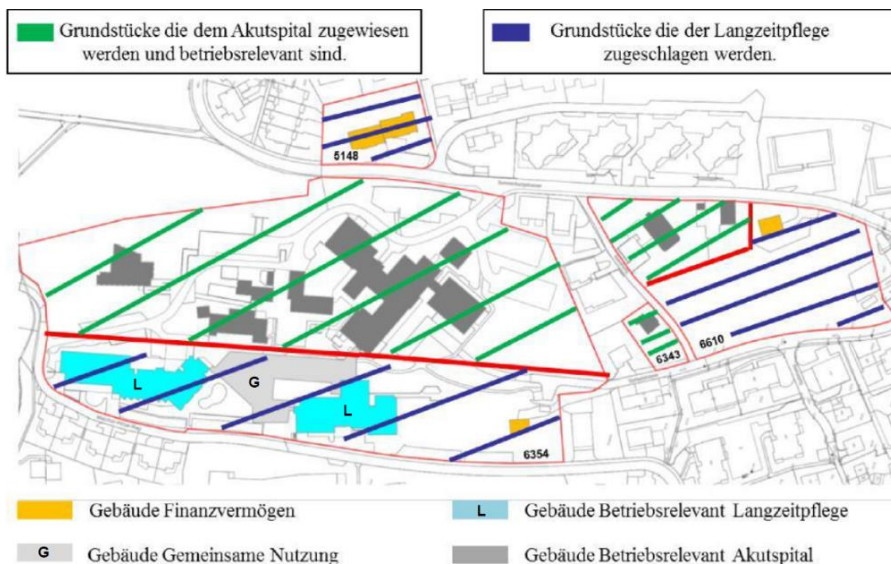 Grundstücke die dem Akutspital zugewiesen
werden und betriebsrelevant sind.
Grundstücke die der Langzeitpflege
zugeschlagen werden.
5148
6610
6343
L
G
L
6354
Gebäude Finanzvermögen
L Gebäude Betriebsrelevant Langzeitpflege
G Gebäude Gemeinsame Nutzung
Gebäude Betriebsrelevant Akutspital